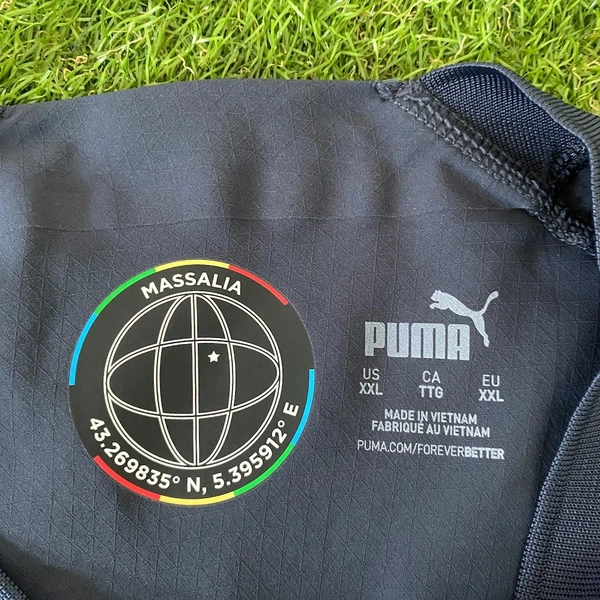 MASSALIA
43.269835° N, 5.395912° E
PUMA
US CA EU
XXL TTG XXL
MADE IN VIETNAM
FABRIQUÉ AU VIETNAM
PUMA.COM/FOREVERBETTER